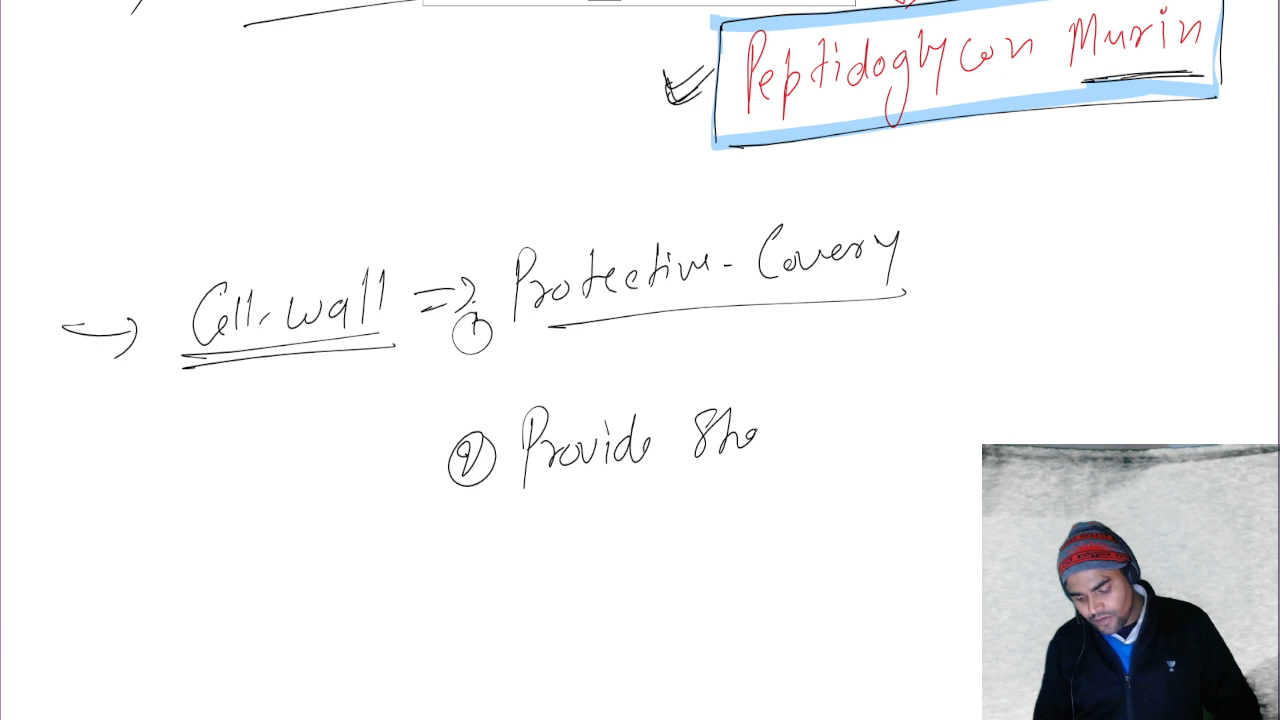 Peptidoglycan Murin
→ Cell-wall ⇒ ① Protective-Covery
② Provide Sha